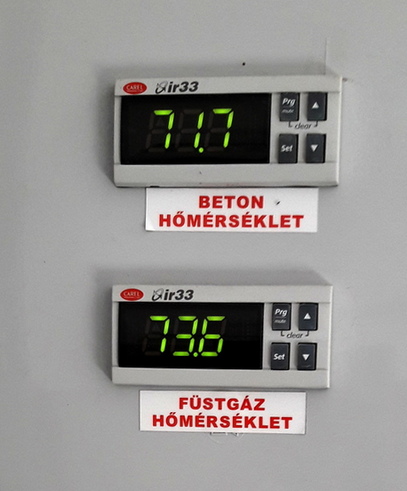 CAREL ir33
71.7
Prg
mute
clear
Set
BETON
HŐMÉRSÉKLET
CAREL ir33
73.6
Prg
mute
clear
Set
FÜSTGÁZ
HŐMÉRSÉKLET